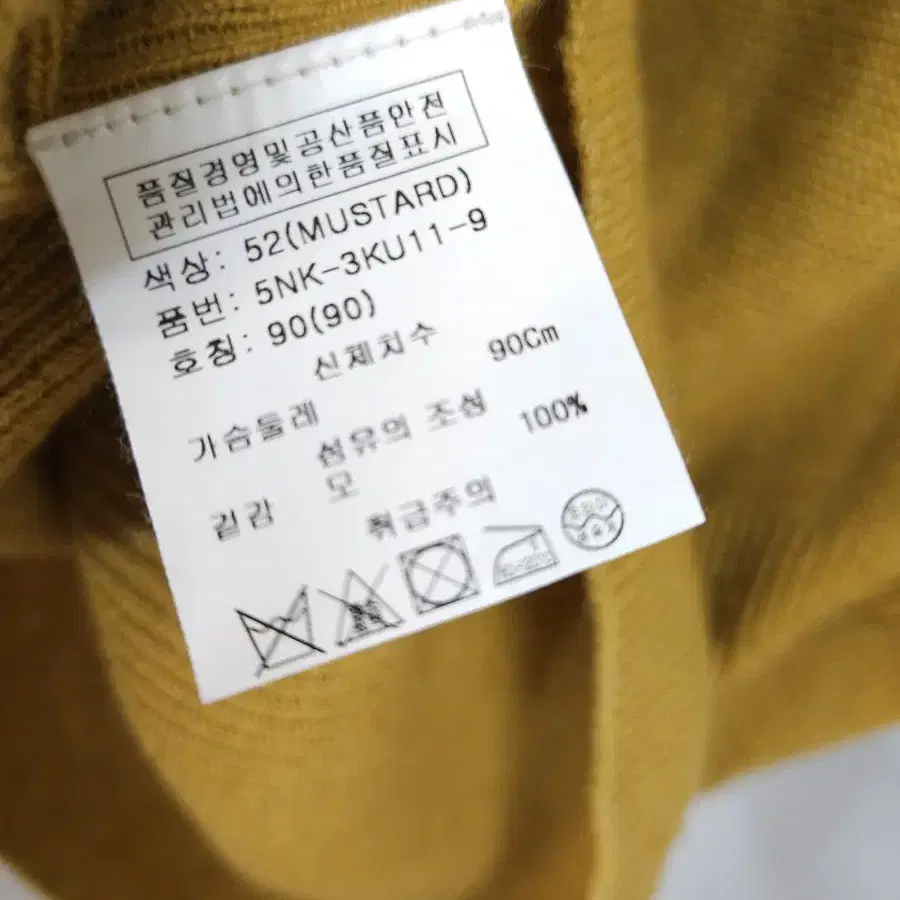 품질경영및공산품안전
관리법에의한품질표시
색상: 52(MUSTARD)
품번: 5NK-3KU11-9
호칭: 90(90)
신체치수
가슴둘레 90Cm
섬유의 조성
겉감 모 100%
취급주의